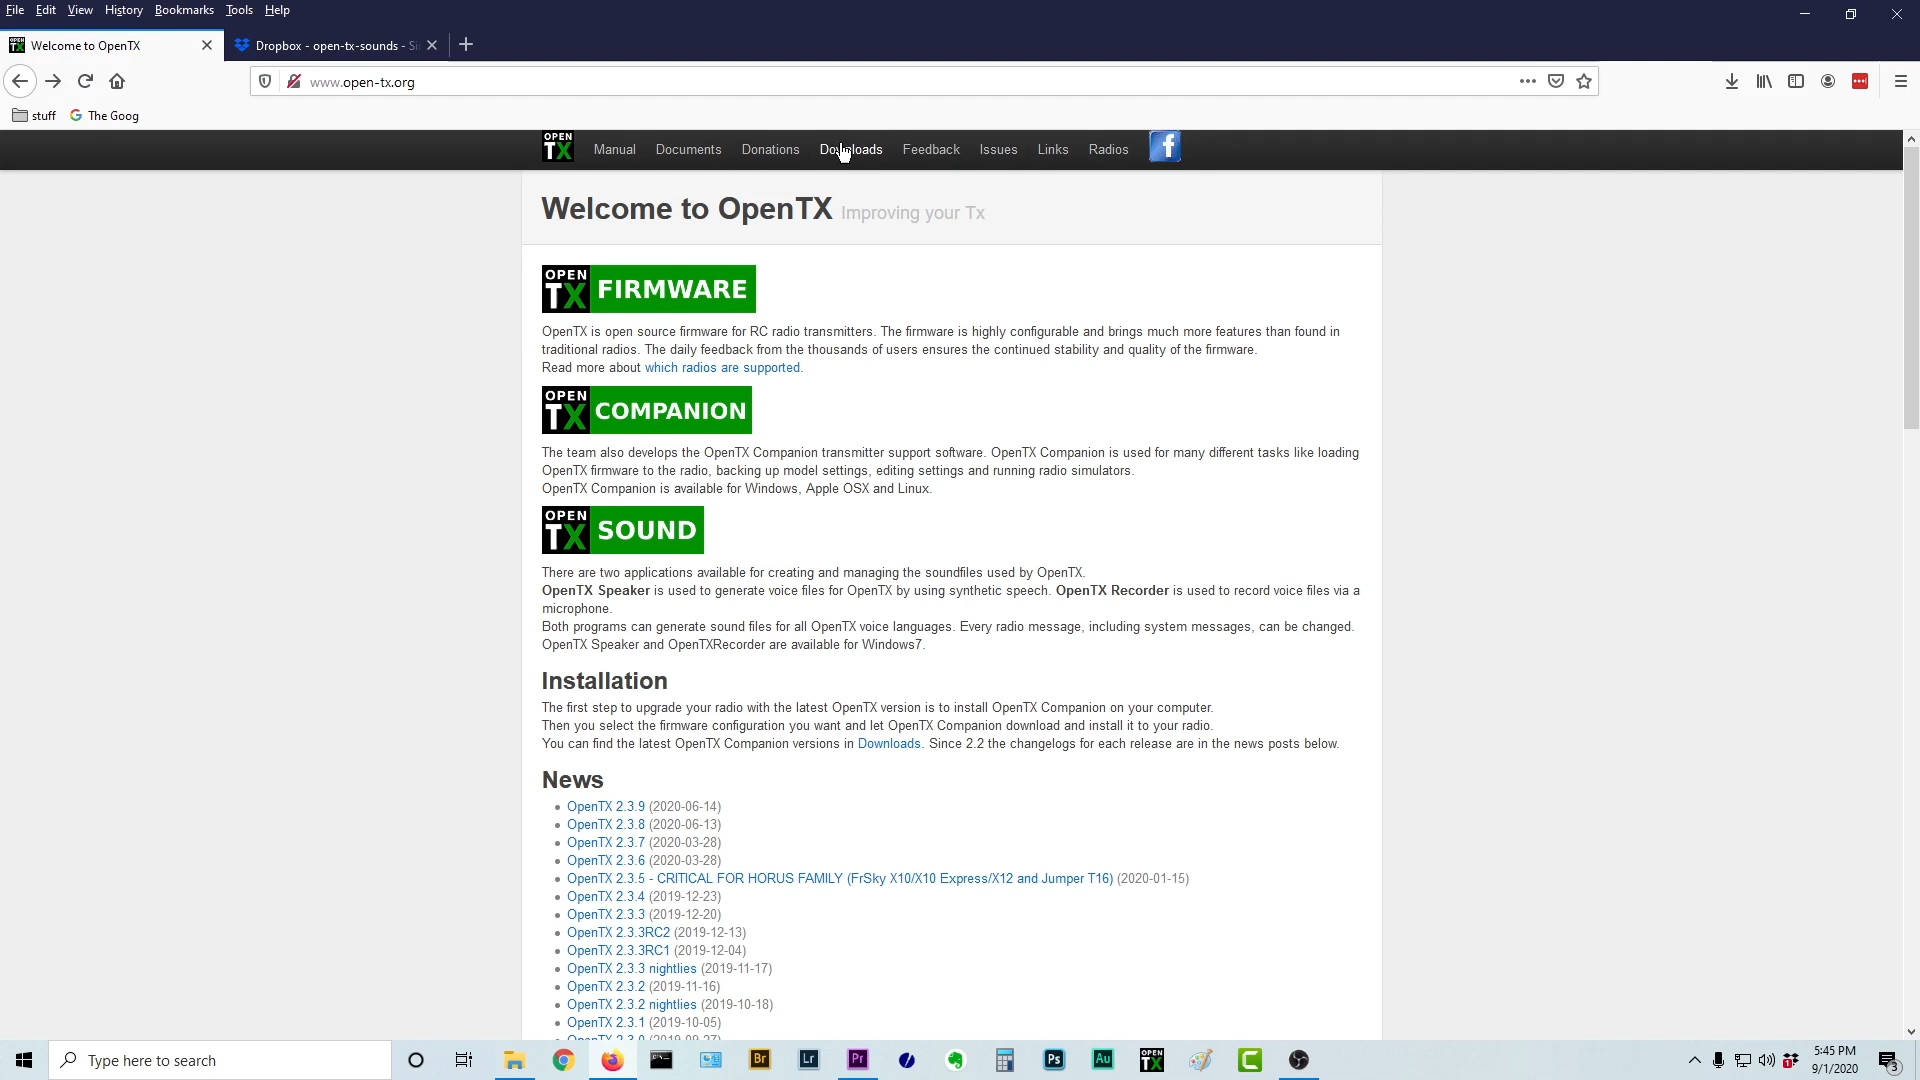 File Edit View History Bookmarks Tools Help
Welcome to OpenTX
Dropbox - open-tx-sounds - Si
www.open-tx.org
stuff
The Goog
OPEN TX
Manual Documents Donations Downloads Feedback Issues Links Radios
Welcome to OpenTX Improving your Tx
OPEN TX FIRMWARE
OpenTX is open source firmware for RC radio transmitters. The firmware is highly configurable and brings much more features than found in
traditional radios. The daily feedback from the thousands of users ensures the continued stability and quality of the firmware.
Read more about which radios are supported.
OPEN TX COMPANION
The team also develops the OpenTX Companion transmitter support software. OpenTX Companion is used for many different tasks like loading
OpenTX firmware to the radio, backing up model settings, editing settings and running radio simulators.
OpenTX Companion is available for Windows, Apple OSX and Linux.
OPEN TX SOUND
There are two applications available for creating and managing the soundfiles used by OpenTX.
OpenTX Speaker is used to generate voice files for OpenTX by using synthetic speech. OpenTX Recorder is used to record voice files via a
microphone.
Both programs can generate sound files for all OpenTX voice languages. Every radio message, including system messages, can be changed.
OpenTX Speaker and OpenTXRecorder are available for Windows7.
Installation
The first step to upgrade your radio with the latest OpenTX version is to install OpenTX Companion on your computer.
Then you select the firmware configuration you want and let OpenTX Companion download and install it to your radio.
You can find the latest OpenTX Companion versions in Downloads. Since 2.2 the changelogs for each release are in the news posts below.
News
OpenTX 2.3.9 (2020-06-14)
OpenTX 2.3.8 (2020-06-13)
OpenTX 2.3.7 (2020-03-28)
OpenTX 2.3.6 (2020-03-28)
OpenTX 2.3.5 - CRITICAL FOR HORUS FAMILY (FrSky X10/X10 Express/X12 and Jumper T16) (2020-01-15)
OpenTX 2.3.4 (2019-12-23)
OpenTX 2.3.3 (2019-12-20)
OpenTX 2.3.3RC2 (2019-12-13)
OpenTX 2.3.3RC1 (2019-12-04)
OpenTX 2.3.3 nightlies (2019-11-17)
OpenTX 2.3.2 (2019-11-16)
OpenTX 2.3.2 nightlies (2019-10-18)
OpenTX 2.3.1 (2019-10-05)
OpenTX 2.3.0 (2019-09-27)
Type here to search
Br Lr Pr Ps Au OPEN TX
5:45 PM
9/1/2020
3